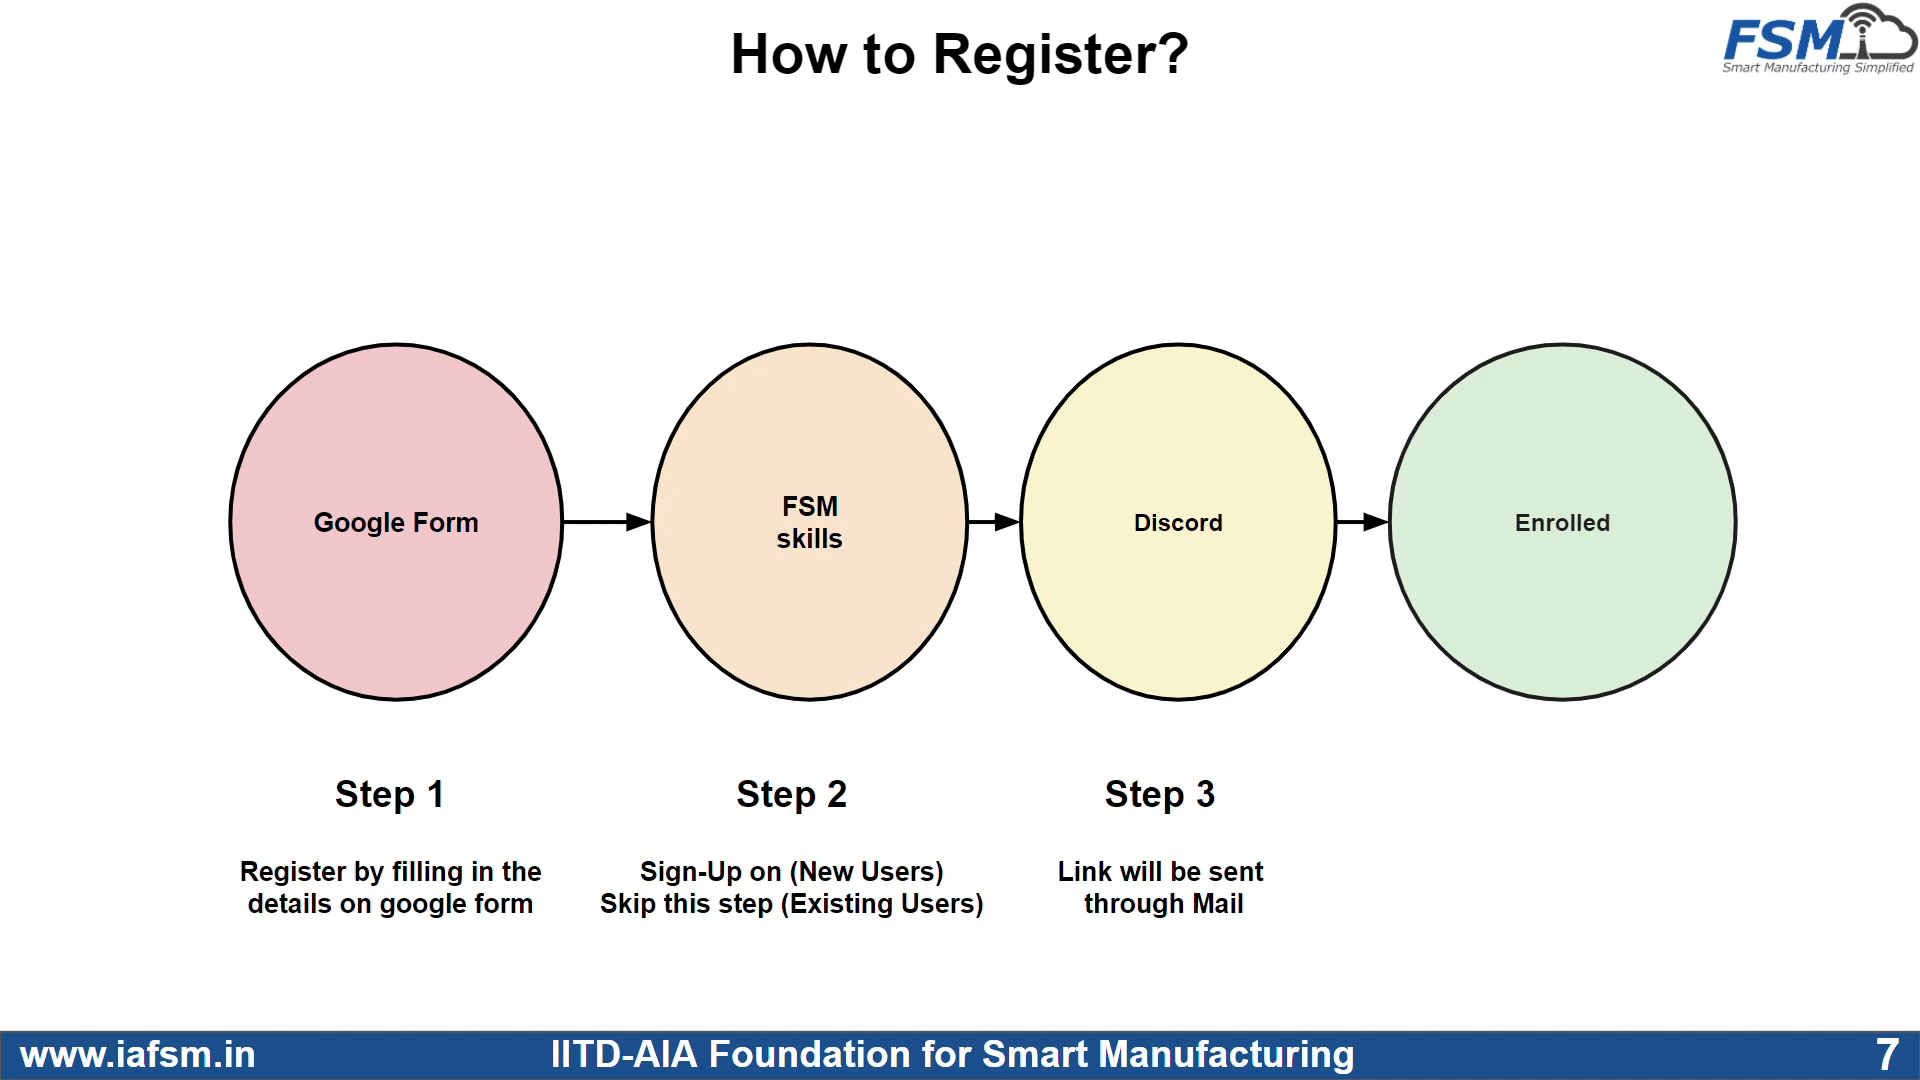 How to Register?
FSM
Smart Manufacturing Simplified
Google Form
FSM
skills
Discord
Enrolled
Step 1
Step 2
Step 3
Register by filling in the
details on google form
Sign-Up on (New Users)
Skip this step (Existing Users)
Link will be sent
through Mail
www.iafsm.in
IITD-AIA Foundation for Smart Manufacturing
7